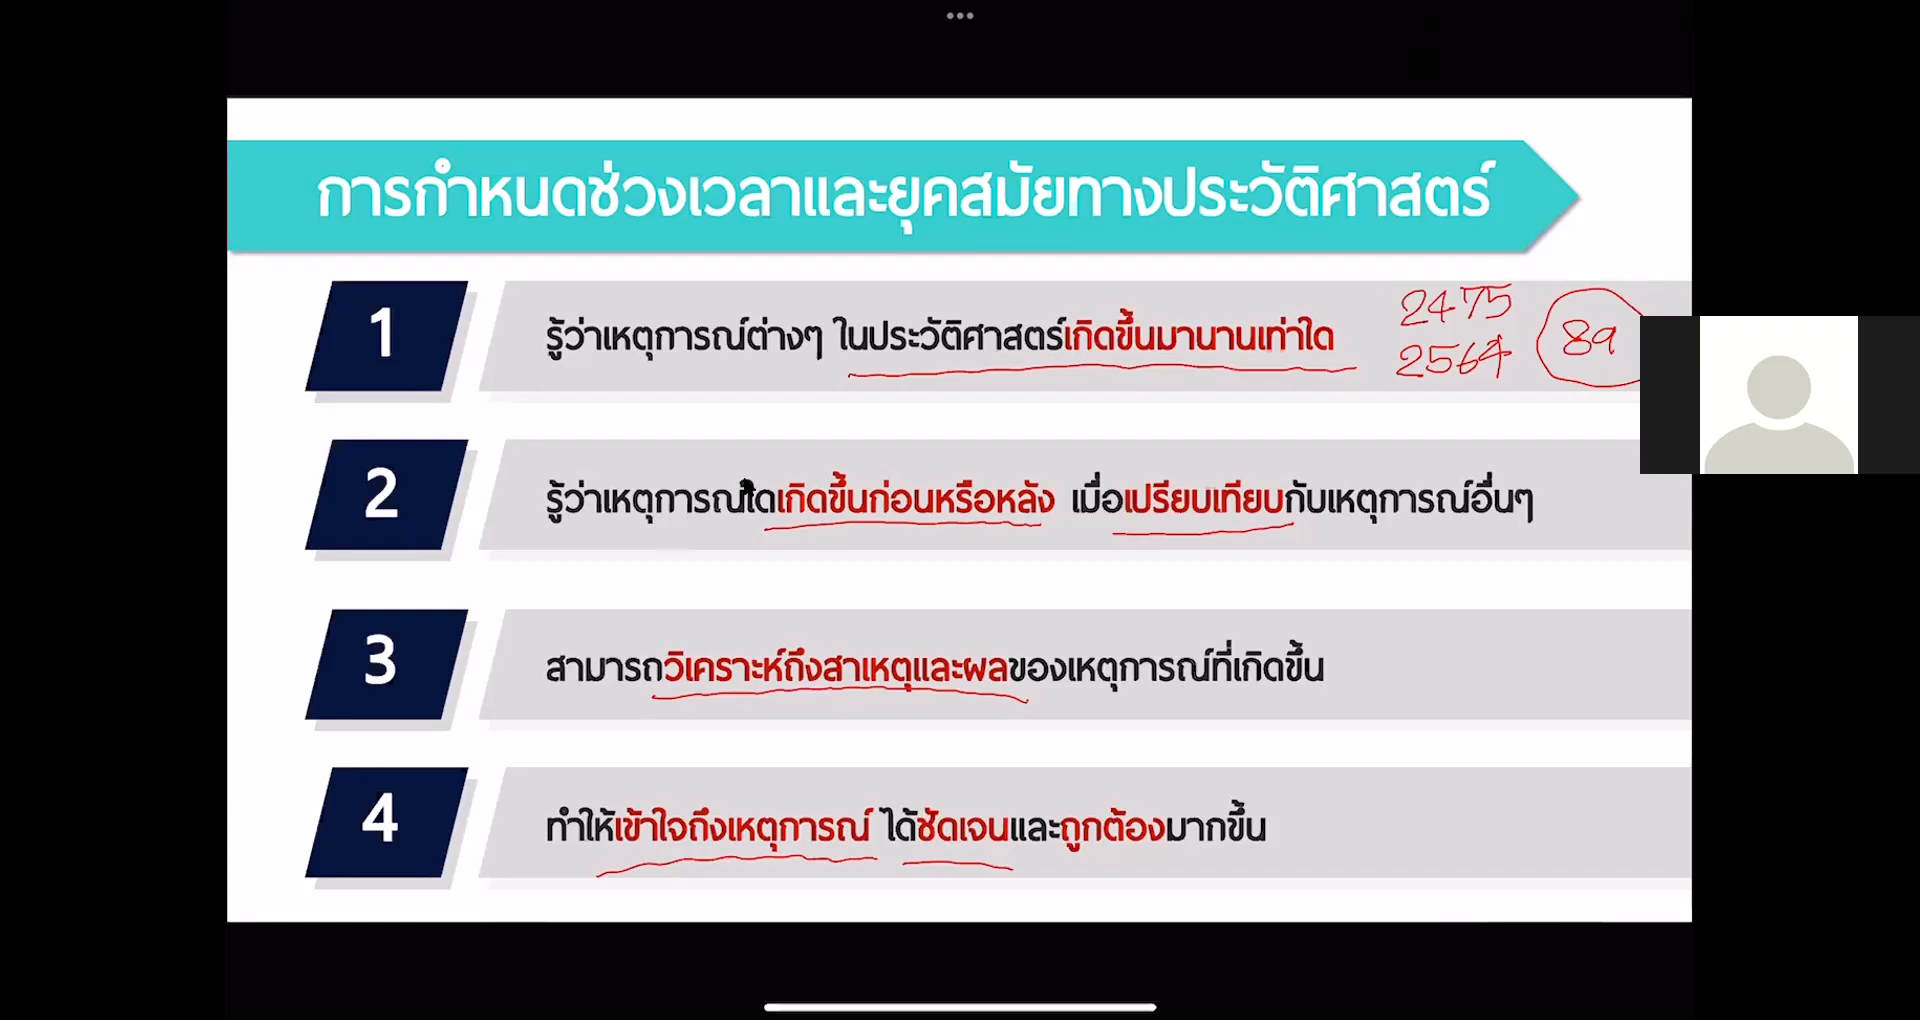 การกำหนดช่วงเวลาและยุคสมัยทางประวัติศาสตร์
1
รู้ว่าเหตุการณ์ต่างๆ ในประวัติศาสตร์เกิดขึ้นมานานเท่าใด
2475
2564
89
2
รู้ว่าเหตุการณ์ใดเกิดขึ้นก่อนหรือหลัง เมื่อเปรียบเทียบกับเหตุการณ์อื่นๆ
3
สามารถวิเคราะห์ถึงสาเหตุและผลของเหตุการณ์ที่เกิดขึ้น
4
ทำให้เข้าใจถึงเหตุการณ์ ได้ชัดเจนและถูกต้องมากขึ้น